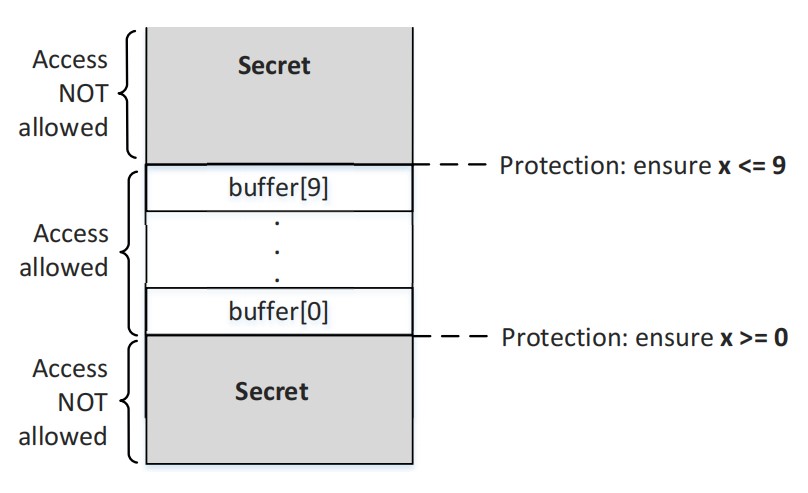 Access
NOT
allowed
Secret
Protection: ensure x <= 9
buffer[9]
.
.
.
Access
allowed
buffer[0]
Protection: ensure x >= 0
Access
NOT
allowed
Secret